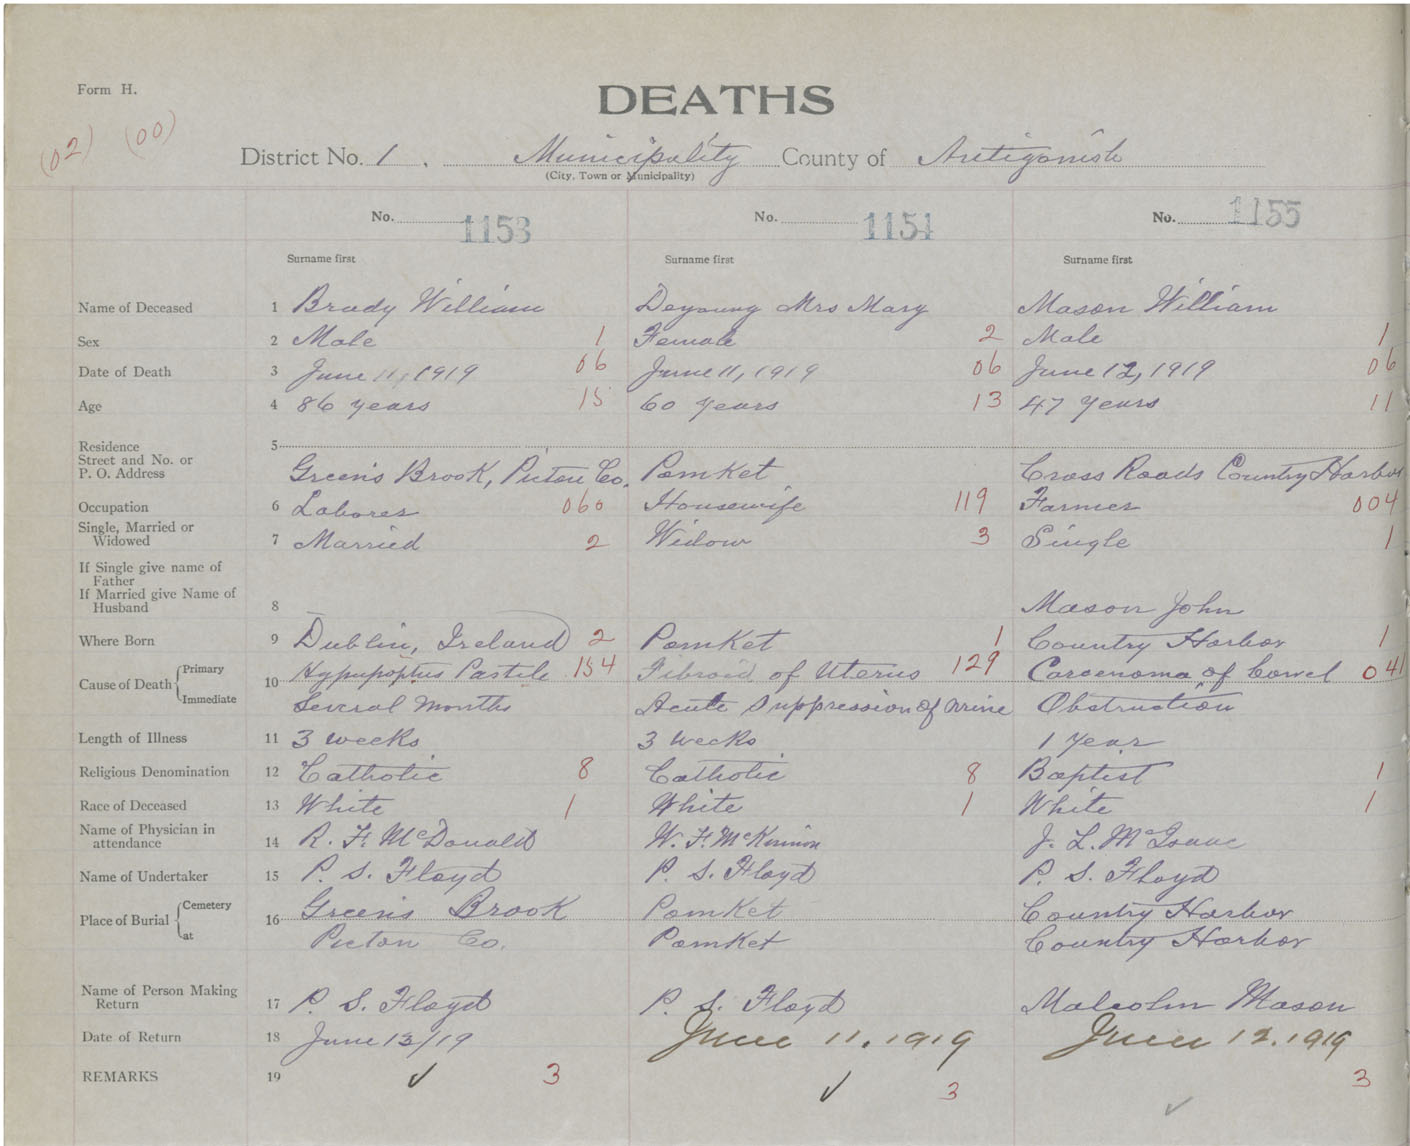 Form H.
DEATHS
(02) (00)
District No. 1. Municipality County of Antigonish
(City, Town or Municipality)
No. 1153 No. 1154 No. 1155
Surname first Surname first Surname first
Name of Deceased 1 Brady William Deyoung Mrs Mary Mason William
Sex 2 Male 1 Female 2 Male 1
Date of Death 3 June 11, 1919 06 June 11, 1919 06 June 12, 1919 06
Age 4 86 years 15 60 years 13 47 years 11
Residence 5
Street and No. or
P. O. Address Green's Brook, Pictou Co. Pomket Cross Roads Country Harbor
Occupation 6 Laborer 060 Housewife 119 Farmer 004
Single, Married or
Widowed 7 Married 2 Widow 3 Single 1
If Single give name of
Father
If Married give Name of
Husband 8 Mason John
Where Born 9 Dublin, Ireland 2 Pomket 1 Country Harbor 1
Cause of Death Primary 10 154 Fibroid of Uterus 129 Carcenoma of bowel 041
Immediate Several Months Acute Suppression of Urine Obstruction
Length of Illness 11 3 weeks 3 weeks 1 year
Religious Denomination 12 Catholic 8 Catholic 8 Baptist 1
Race of Deceased 13 White 1 White 1 White 1
Name of Physician in
attendance 14 R. F. McDonald W. F. McKinnon J. L. McIsaac
Name of Undertaker 15 P. S. Floyd P. S. Floyd P. S. Floyd
Place of Burial Cemetery 16 Green's Brook Pomket Country Harbor
at Pictou Co. Pomket Country Harbor
Name of Person Making
Return 17 P. S. Floyd P. S. Floyd Malcolm Mason
Date of Return 18 June 13/19 June 11, 1919 June 12, 1919
REMARKS 19 ✓ 3 ✓ 3 ✓ 3